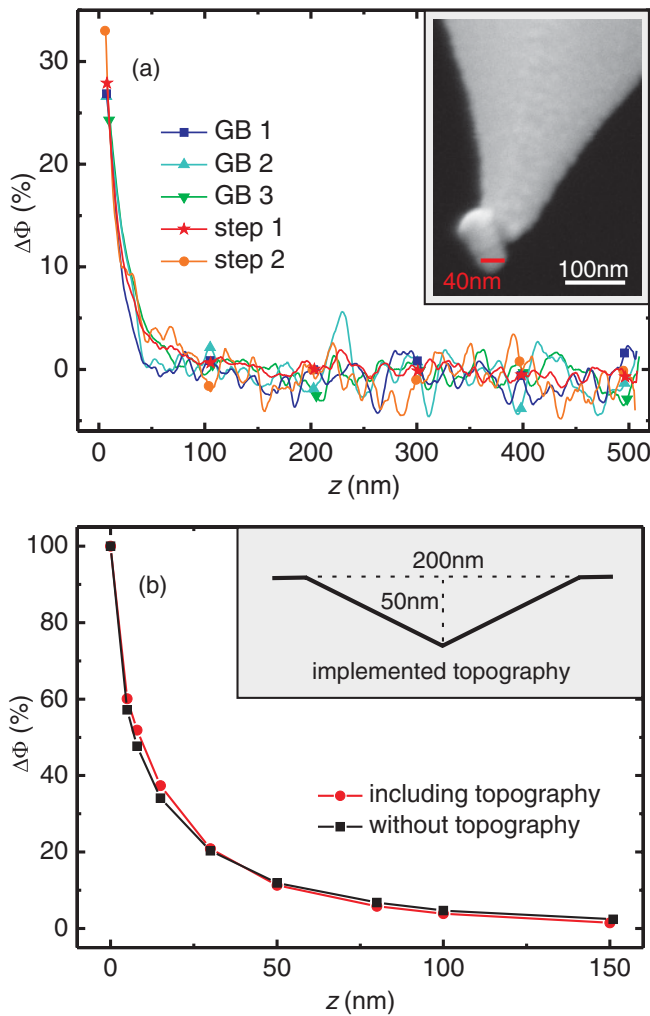 (a)
30
20
10
0
ΔΦ (%)
GB 1
GB 2
GB 3
step 1
step 2
40nm
100nm
0 100 200 300 400 500
z (nm)
(b)
100
80
60
40
20
0
ΔΦ (%)
200nm
50nm
implemented topography
including topography
without topography
0 50 100 150
z (nm)